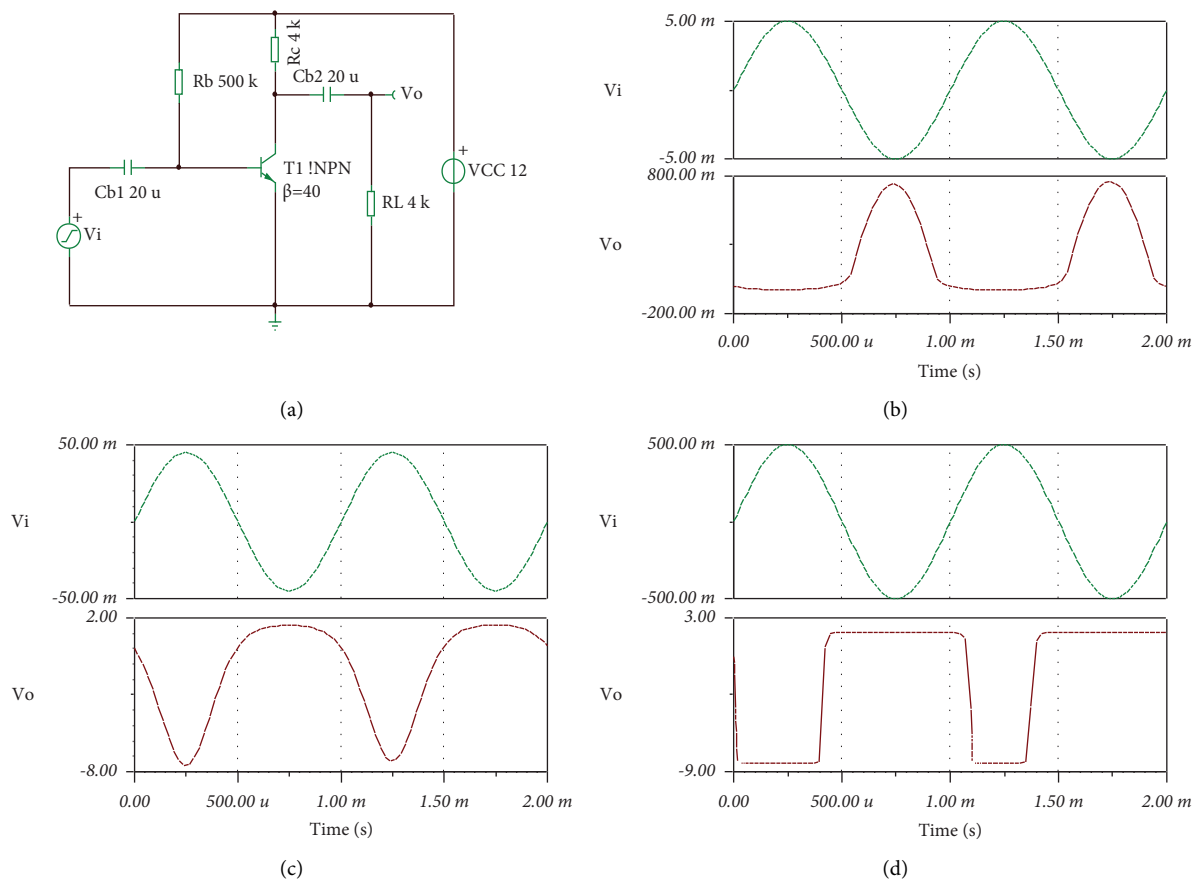 Rc 4 k
Rb 500 k
Cb2 20 u
Vo
+
T1 !NPN
β=40
VCC 12
Cb1 20 u
RL 4 k
+
Vi
(a)
5.00 m
Vi
-5.00 m
800.00 m
Vo
-200.00 m
0.00 500.00 u 1.00 m 1.50 m 2.00 m
Time (s)
(b)
50.00 m
Vi
-50.00 m
2.00
Vo
-8.00
0.00 500.00 u 1.00 m 1.50 m 2.00 m
Time (s)
(c)
500.00 m
Vi
-500.00 m
3.00
Vo
-9.00
0.00 500.00 u 1.00 m 1.50 m 2.00 m
Time (s)
(d)